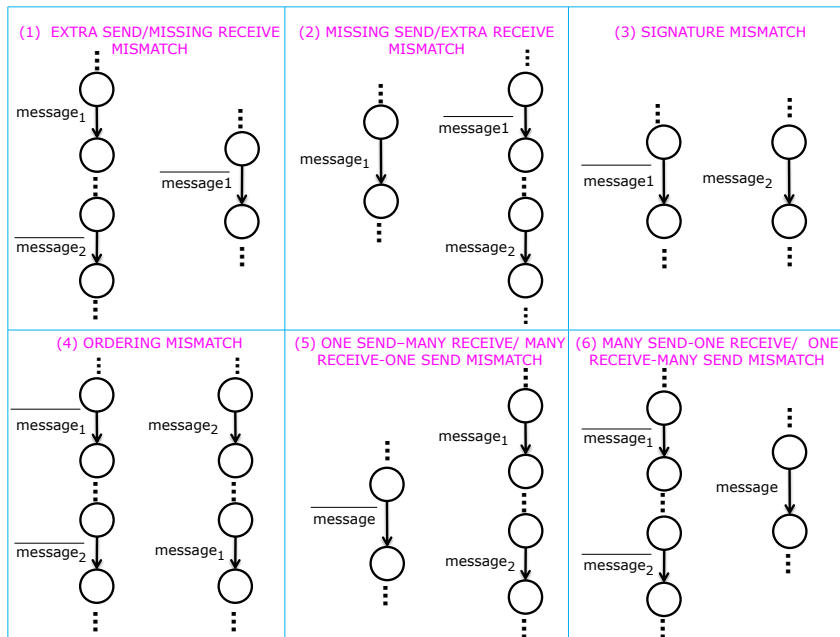 (1) EXTRA SEND/MISSING RECEIVE
MISMATCH
message₁
message1
message₂
(2) MISSING SEND/EXTRA RECEIVE
MISMATCH
message₁
message1
message₂
(3) SIGNATURE MISMATCH
message1
message₂
(4) ORDERING MISMATCH
message₁
message₂
message₂
message₁
(5) ONE SEND–MANY RECEIVE/ MANY
RECEIVE-ONE SEND MISMATCH
message
message₁
message₂
(6) MANY SEND-ONE RECEIVE/ ONE
RECEIVE-MANY SEND MISMATCH
message₁
message
message₂